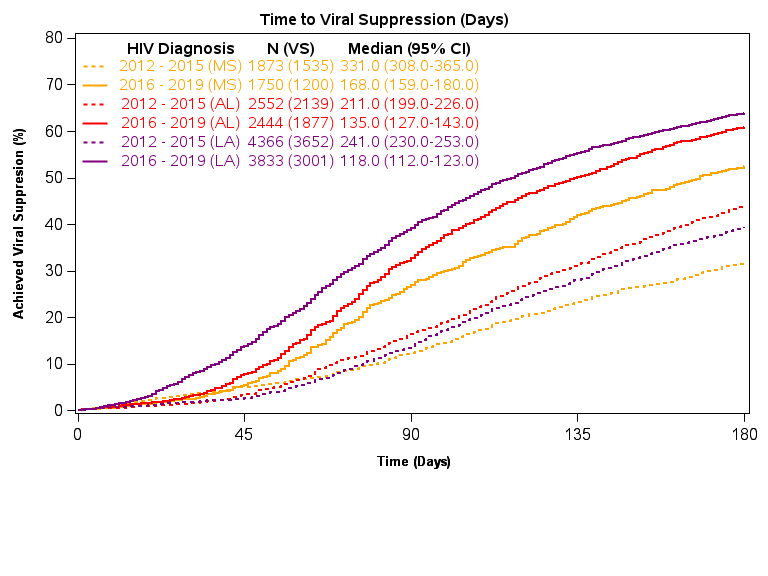 Time to Viral Suppression (Days)
HIV Diagnosis N (VS) Median (95% CI)
2012 - 2015 (MS) 1873 (1535) 331.0 (308.0-365.0)
2016 - 2019 (MS) 1750 (1200) 168.0 (159.0-180.0)
2012 - 2015 (AL) 2552 (2139) 211.0 (199.0-226.0)
2016 - 2019 (AL) 2444 (1877) 135.0 (127.0-143.0)
2012 - 2015 (LA) 4366 (3652) 241.0 (230.0-253.0)
2016 - 2019 (LA) 3833 (3001) 118.0 (112.0-123.0)
Achieved Viral Suppresion (%)
80
70
60
50
40
30
20
10
0
0 45 90 135 180
Time (Days)